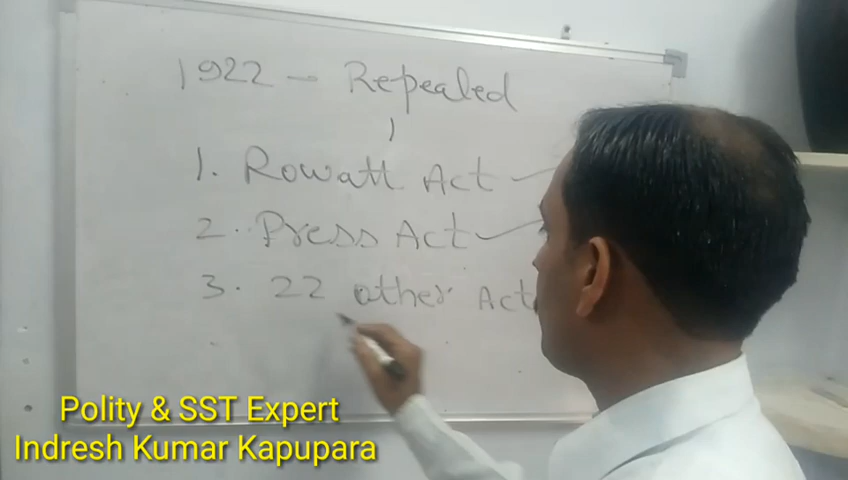 1922 - Repealed
1. Rowatt Act
2. Press Act
3. 22 other Act
Polity & SST Expert
Indresh Kumar Kapupara